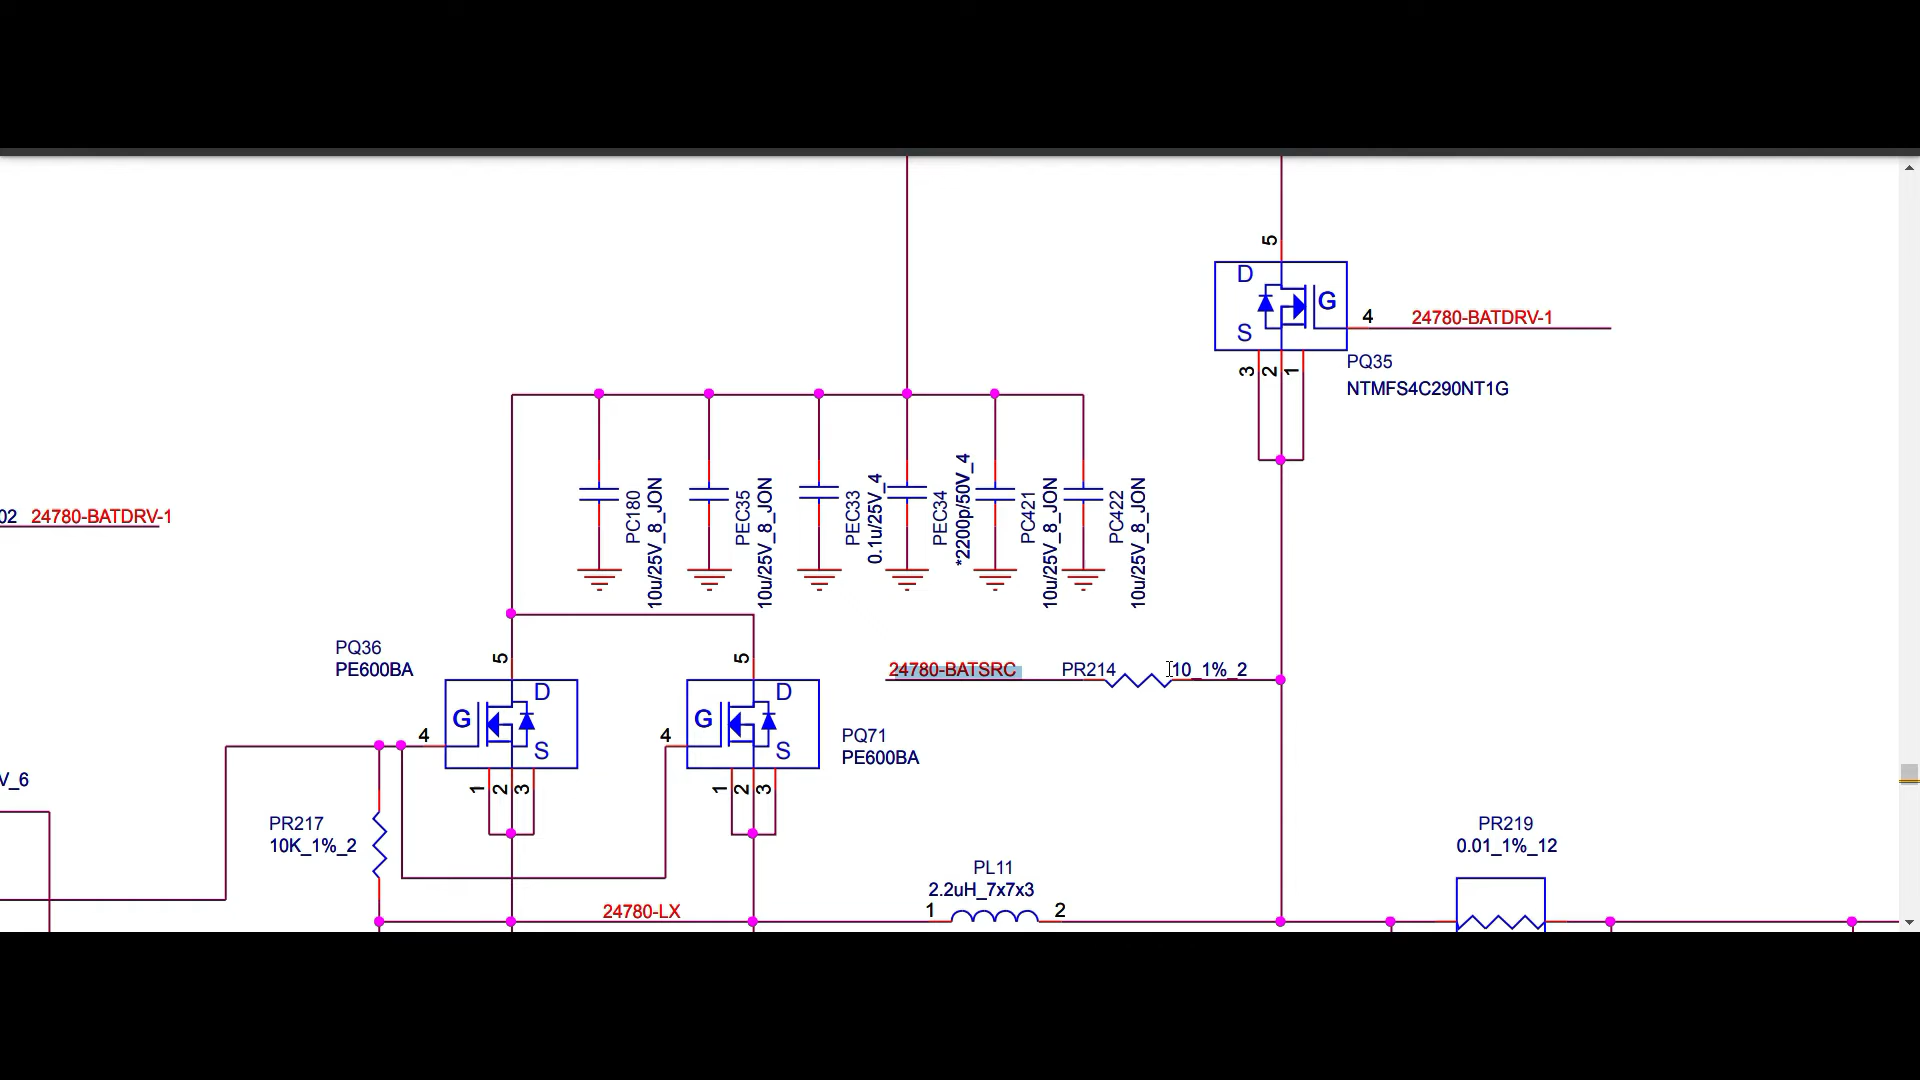 5
D
G
S
4
24780-BATDRV-1
PQ35
NTMFS4C290NT1G
3
2
1
PC180
10u/25V_8_JON
PEC35
10u/25V_8_JON
PEC33
0.1u/25V_4
PEC34
*2200p/50V_4
PC421
10u/25V_8_JON
PC422
10u/25V_8_JON
02 24780-BATDRV-1
PQ36
PE600BA
5
D
G
S
4
1
2
3
5
D
G
S
4
1
2
3
PQ71
PE600BA
24780-BATSRC
PR214
10_1%_2
V_6
PR217
10K_1%_2
24780-LX
PL11
2.2uH_7x7x3
1
2
PR219
0.01_1%_12